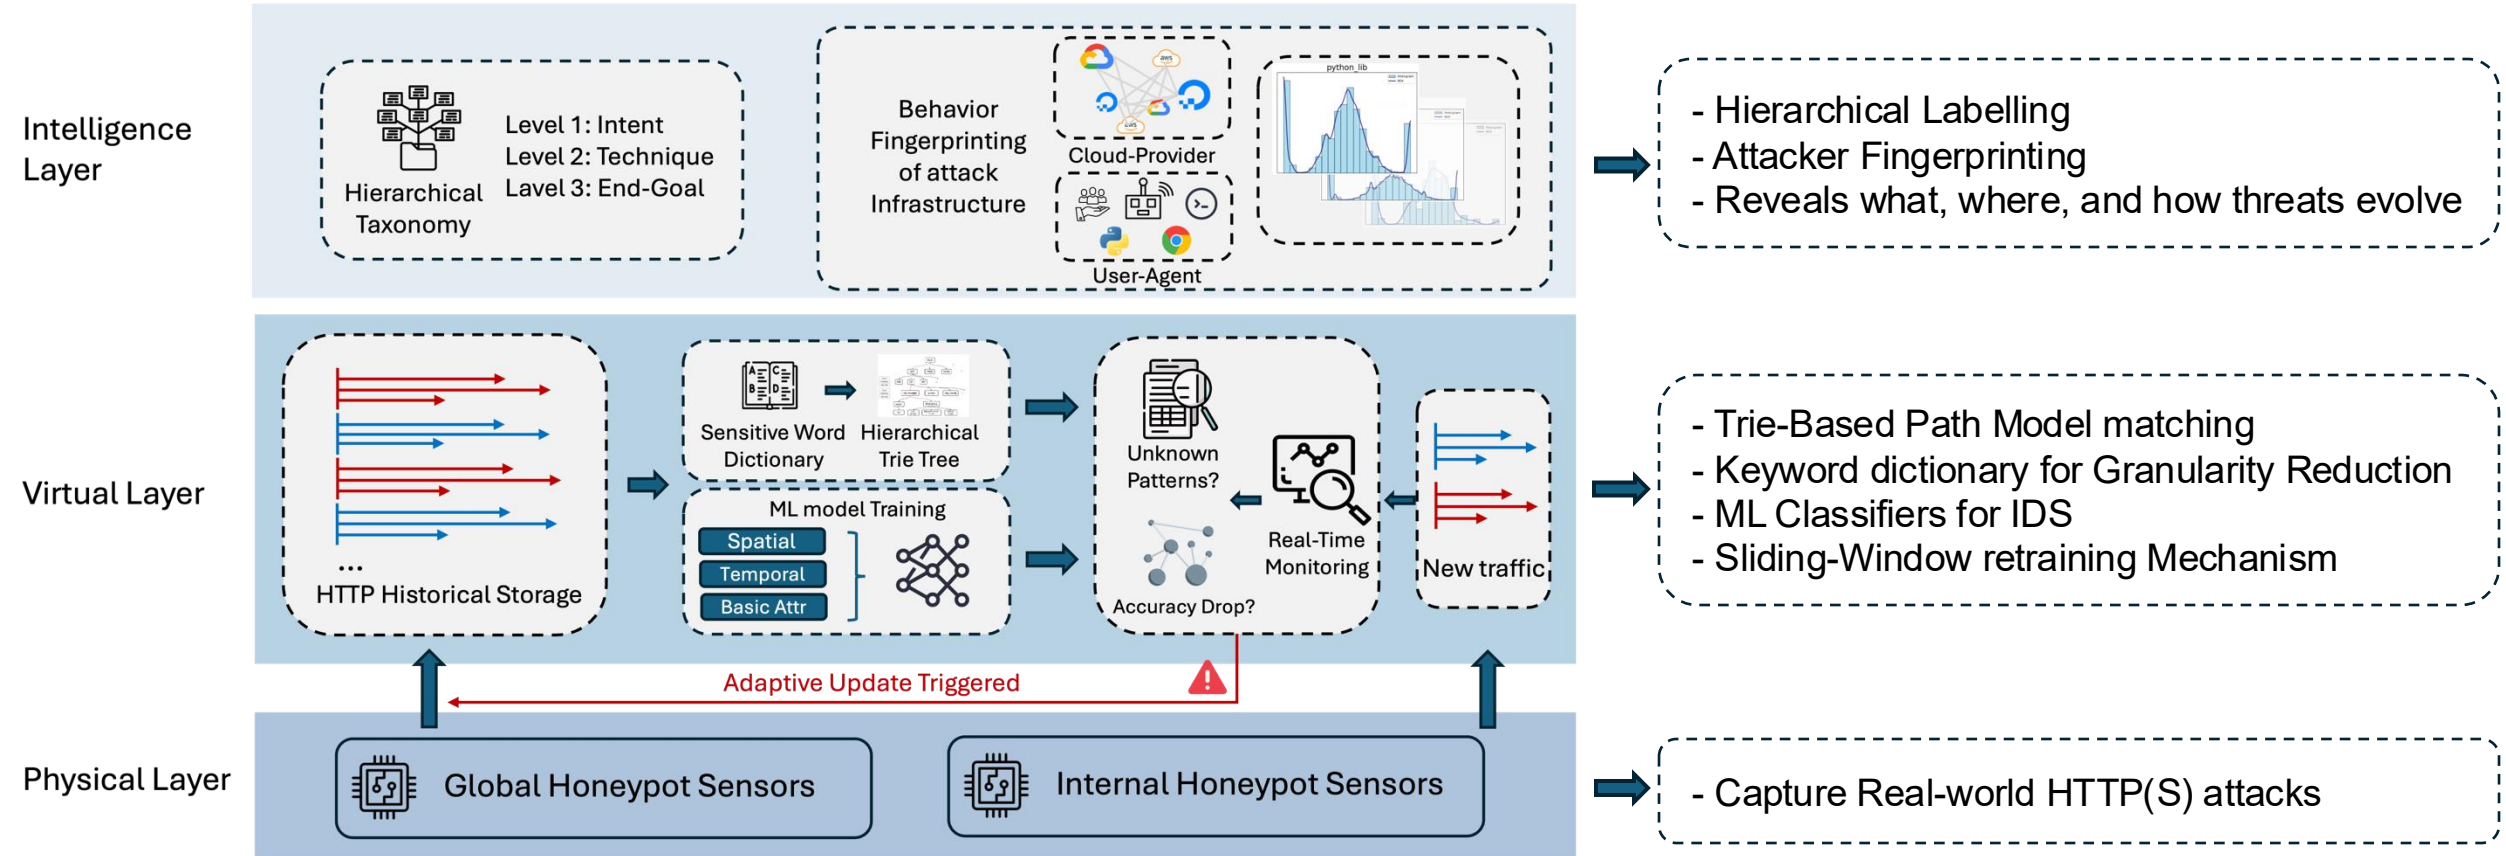 Intelligence
Layer
Hierarchical
Taxonomy
Level 1: Intent
Level 2: Technique
Lavel 3: End-Goal
Behavior
Fingerprinting
of attack
Infrastructure
aws
aws
Cloud-Provider
User-Agent
python_lib
- Hierarchical Labelling
- Attacker Fingerprinting
- Reveals what, where, and how threats evolve
Virtual Layer
...
HTTP Historical Storage
A C
B D
Sensitive Word
Dictionary
Hierarchical
Trie Tree
ML model Training
Spatial
Temporal
Basic Attr
Unknown
Patterns?
Accuracy Drop?
Real-Time
Monitoring
New traffic
- Trie-Based Path Model matching
- Keyword dictionary for Granularity Reduction
- ML Classifiers for IDS
- Sliding-Window retraining Mechanism
Adaptive Update Triggered
Physical Layer
Global Honeypot Sensors
Internal Honeypot Sensors
- Capture Real-world HTTP(S) attacks